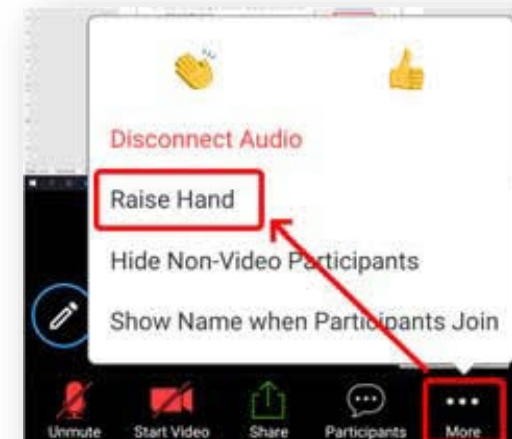 Disconnect Audio
Raise Hand
Hide Non-Video Participants
Show Name when Participants Join
Unmute Start Video Share Participants More